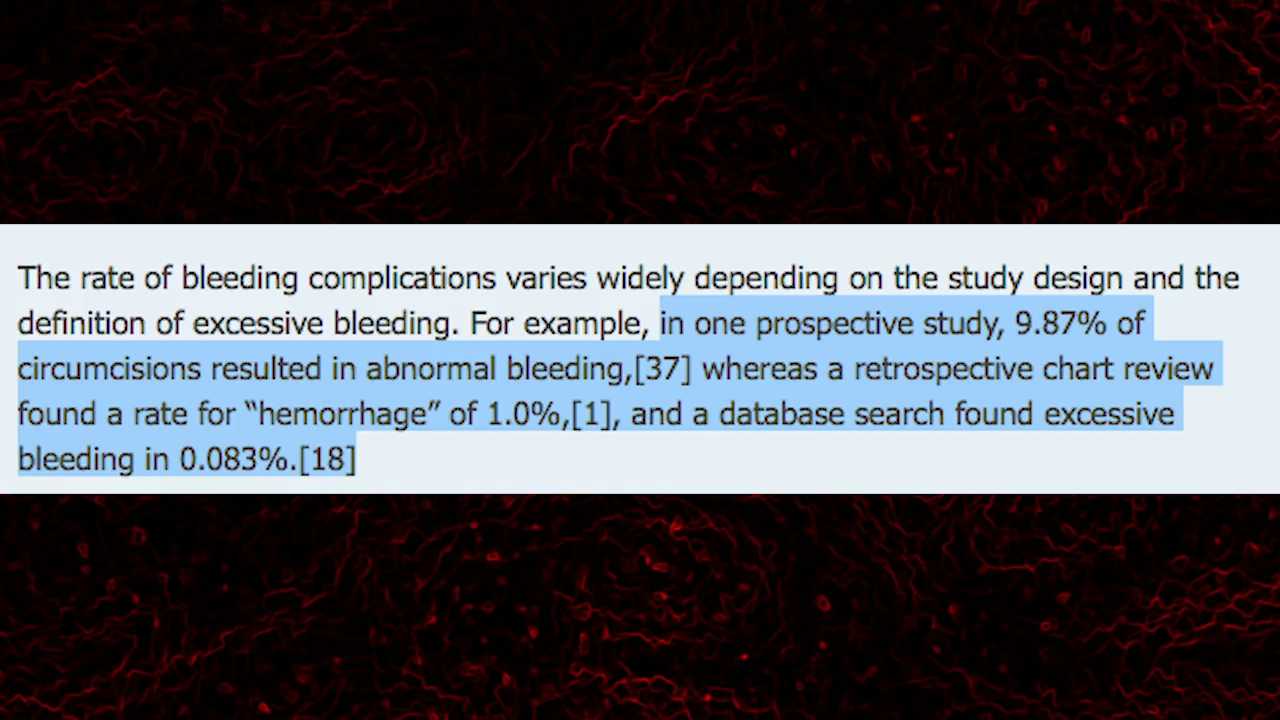 The rate of bleeding complications varies widely depending on the study design and the
definition of excessive bleeding. For example, in one prospective study, 9.87% of
circumcisions resulted in abnormal bleeding,[37] whereas a retrospective chart review
found a rate for “hemorrhage” of 1.0%,[1], and a database search found excessive
bleeding in 0.083%.[18]